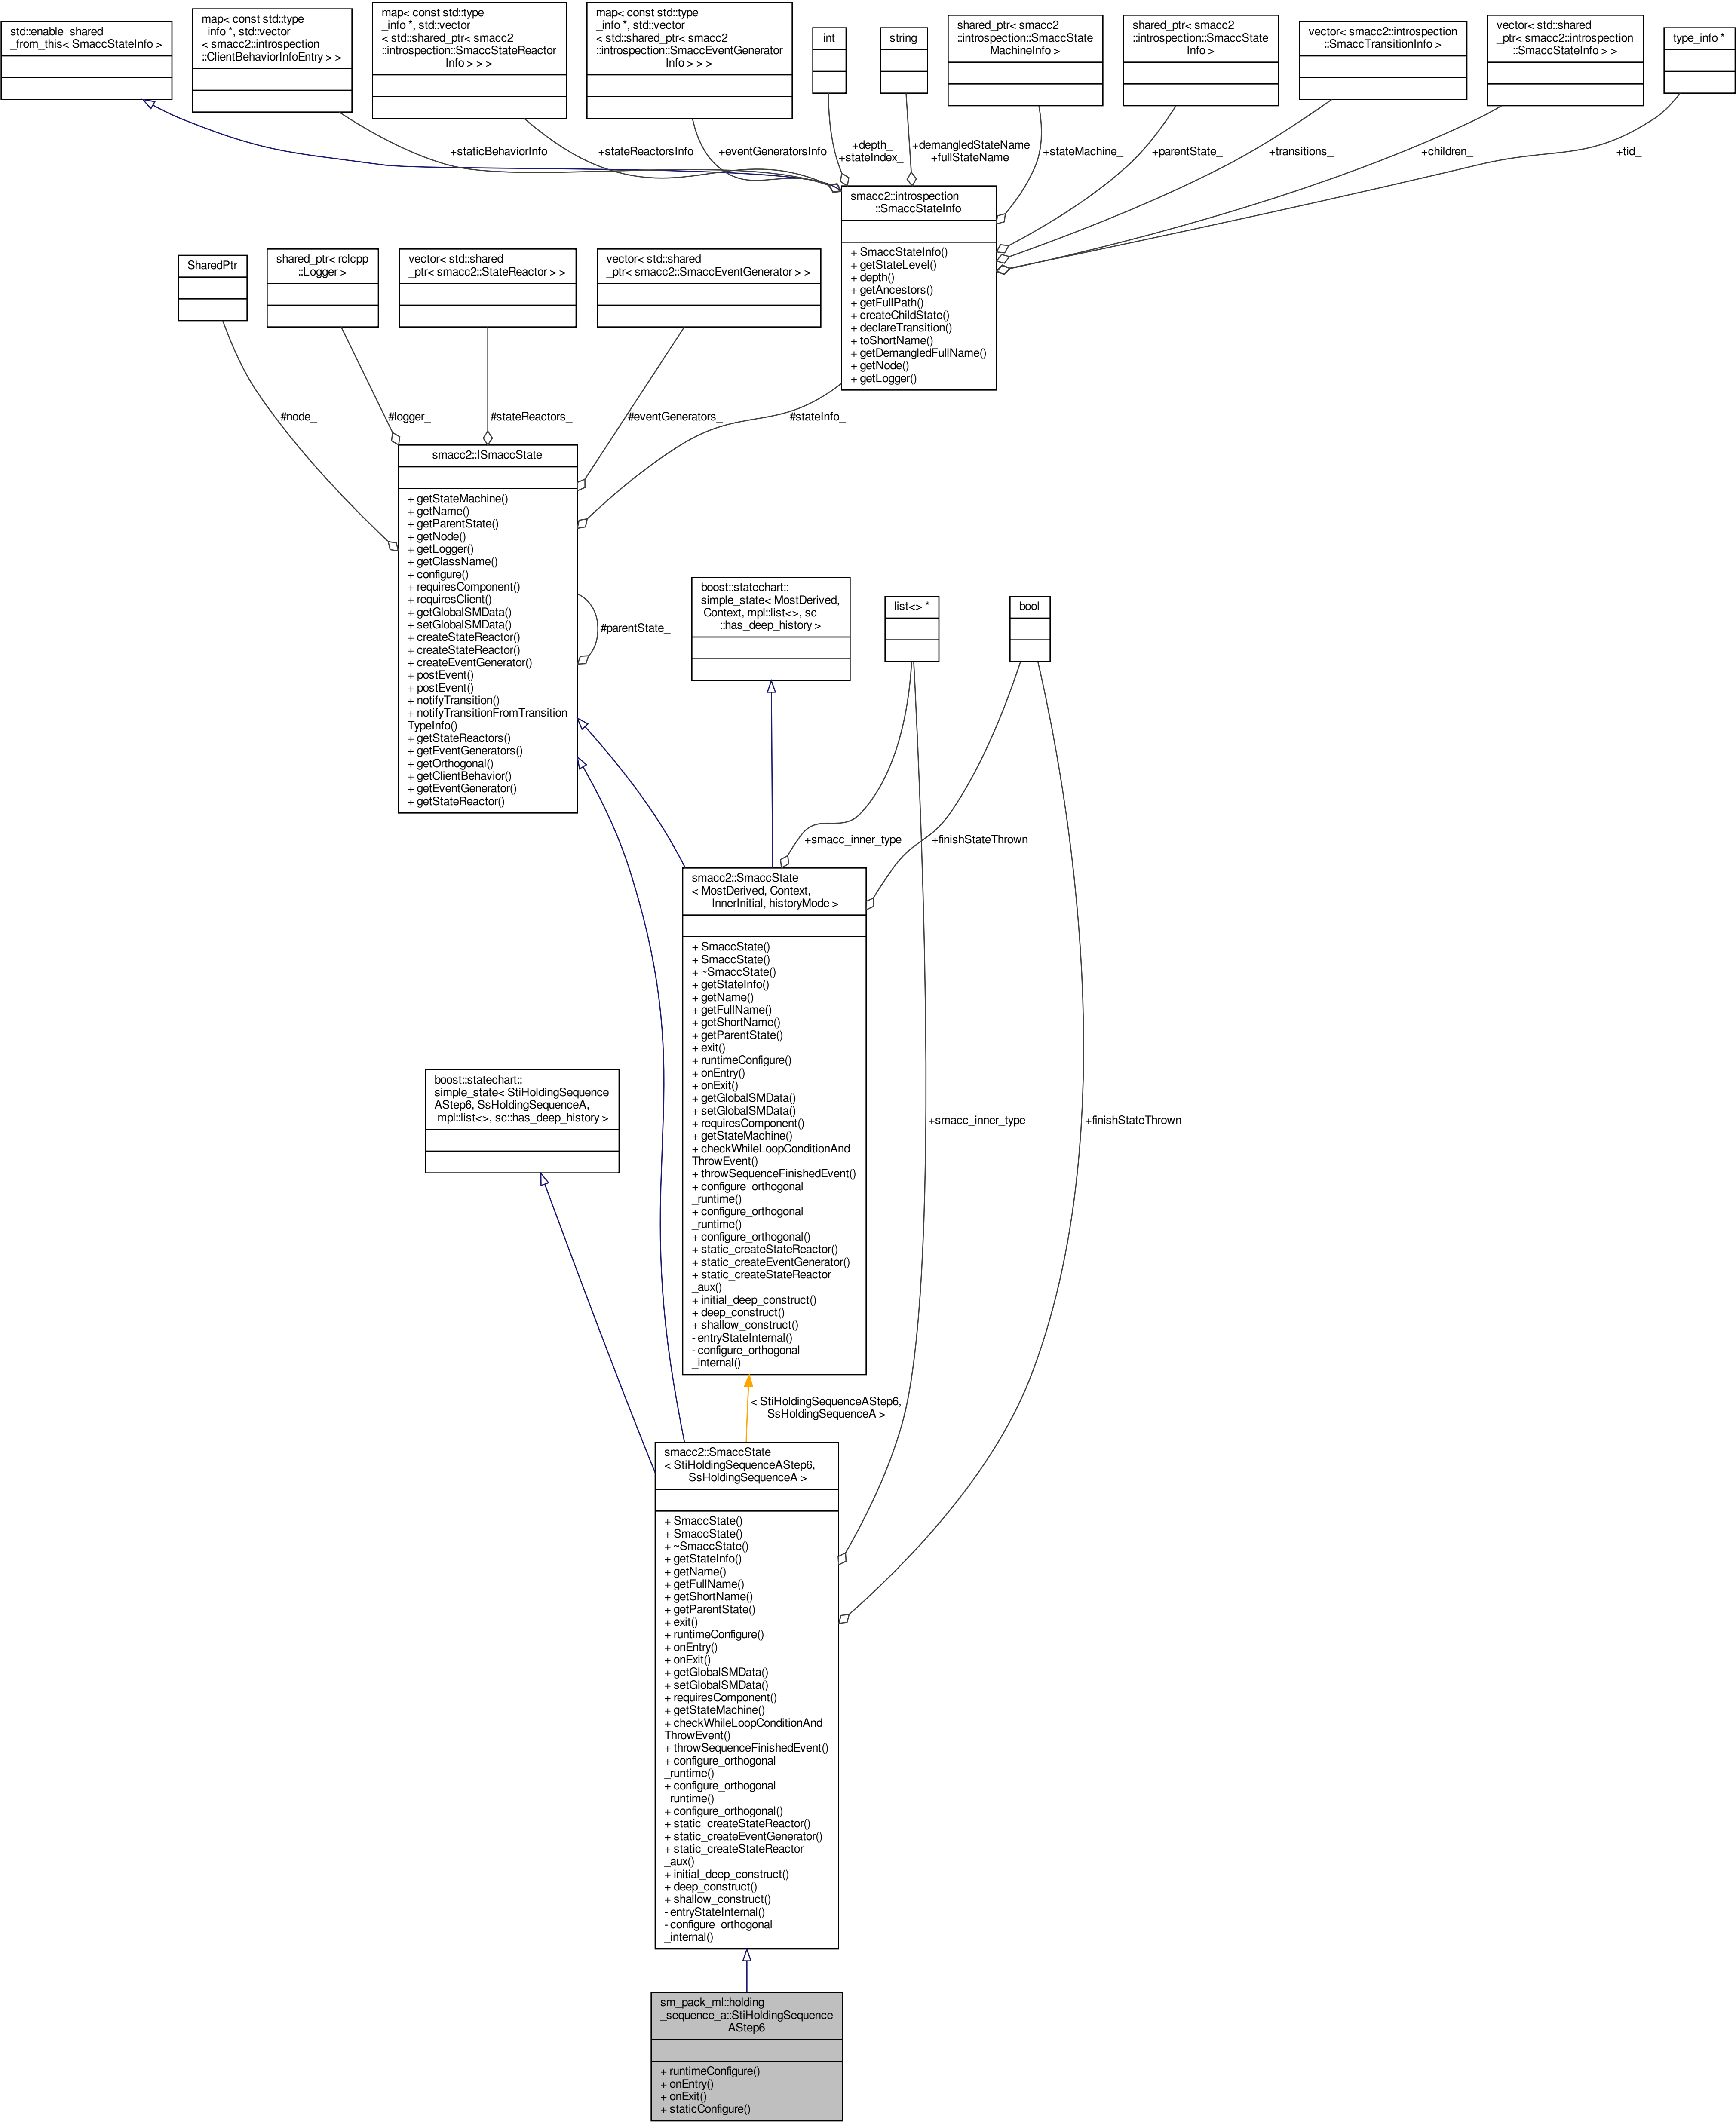 std::enable_shared
_from_this< SmaccStateInfo >
map< const std::type
_info *, std::vector
< smacc2::introspection
::ClientBehaviorInfoEntry > >
map< const std::type
_info *, std::vector
< std::shared_ptr< smacc2
::introspection::SmaccStateReactor
Info > > >
map< const std::type
_info *, std::vector
< std::shared_ptr< smacc2
::introspection::SmaccEventGenerator
Info > > >
int
string
shared_ptr< smacc2
::introspection::SmaccState
MachineInfo >
shared_ptr< smacc2
::introspection::SmaccState
Info >
vector< smacc2::introspection
::SmaccTransitionInfo >
vector< std::shared
_ptr< smacc2::introspection
::SmaccStateInfo > >
type_info *
+staticBehaviorInfo
+stateReactorsInfo
+eventGeneratorsInfo
+depth_
+stateIndex_
+demangledStateName
+fullStateName
+stateMachine_
+parentState_
+transitions_
+children_
+tid_
smacc2::introspection
::SmaccStateInfo
+ SmaccStateInfo()
+ getStateLevel()
+ depth()
+ getAncestors()
+ getFullPath()
+ createChildState()
+ declareTransition()
+ toShortName()
+ getDemangledFullName()
+ getNode()
+ getLogger()
SharedPtr
shared_ptr< rclcpp
::Logger >
vector< std::shared
_ptr< smacc2::StateReactor > >
vector< std::shared
_ptr< smacc2::SmaccEventGenerator > >
#node_
#logger_
#stateReactors_
#eventGenerators_
#stateInfo_
smacc2::ISmaccState
+ getStateMachine()
+ getName()
+ getParentState()
+ getNode()
+ getLogger()
+ getClassName()
+ configure()
+ requiresComponent()
+ requiresClient()
+ getGlobalSMData()
+ setGlobalSMData()
+ createStateReactor()
+ createStateReactor()
+ createEventGenerator()
+ postEvent()
+ postEvent()
+ notifyTransition()
+ notifyTransitionFromTransition
TypeInfo()
+ getStateReactors()
+ getEventGenerators()
+ getOrthogonal()
+ getClientBehavior()
+ getEventGenerator()
+ getStateReactor()
#parentState_
boost::statechart::
simple_state< MostDerived,
Context, mpl::list<>, sc
::has_deep_history >
list<> *
bool
+smacc_inner_type
+finishStateThrown
smacc2::SmaccState
< MostDerived, Context,
InnerInitial, historyMode >
+ SmaccState()
+ SmaccState()
+ ~SmaccState()
+ getStateInfo()
+ getName()
+ getFullName()
+ getShortName()
+ getParentState()
+ exit()
+ runtimeConfigure()
+ onEntry()
+ onExit()
+ getGlobalSMData()
+ setGlobalSMData()
+ requiresComponent()
+ getStateMachine()
+ checkWhileLoopConditionAnd
ThrowEvent()
+ throwSequenceFinishedEvent()
+ configure_orthogonal
_runtime()
+ configure_orthogonal
_runtime()
+ configure_orthogonal()
+ static_createStateReactor()
+ static_createEventGenerator()
+ static_createStateReactor
_aux()
+ initial_deep_construct()
+ deep_construct()
+ shallow_construct()
- entryStateInternal()
- configure_orthogonal
_internal()
boost::statechart::
simple_state< StiHoldingSequence
AStep6, SsHoldingSequenceA,
mpl::list<>, sc::has_deep_history >
+smacc_inner_type
+finishStateThrown
< StiHoldingSequenceAStep6,
SsHoldingSequenceA >
smacc2::SmaccState
< StiHoldingSequenceAStep6,
SsHoldingSequenceA >
+ SmaccState()
+ SmaccState()
+ ~SmaccState()
+ getStateInfo()
+ getName()
+ getFullName()
+ getShortName()
+ getParentState()
+ exit()
+ runtimeConfigure()
+ onEntry()
+ onExit()
+ getGlobalSMData()
+ setGlobalSMData()
+ requiresComponent()
+ getStateMachine()
+ checkWhileLoopConditionAnd
ThrowEvent()
+ throwSequenceFinishedEvent()
+ configure_orthogonal
_runtime()
+ configure_orthogonal
_runtime()
+ configure_orthogonal()
+ static_createStateReactor()
+ static_createEventGenerator()
+ static_createStateReactor
_aux()
+ initial_deep_construct()
+ deep_construct()
+ shallow_construct()
- entryStateInternal()
- configure_orthogonal
_internal()
sm_pack_ml::holding
_sequence_a::StiHoldingSequence
AStep6
+ runtimeConfigure()
+ onEntry()
+ onExit()
+ staticConfigure()